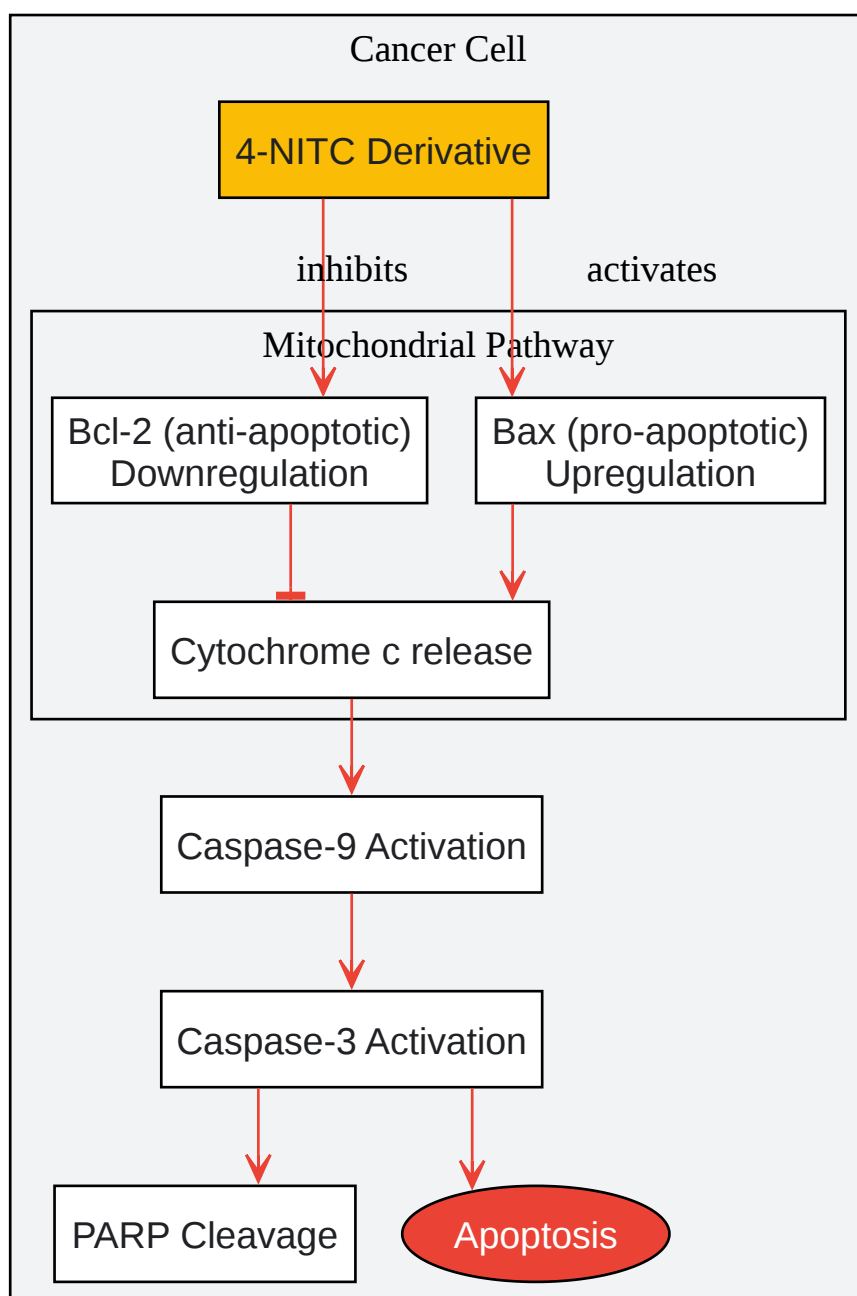 Cancer Cell
4-NITC Derivative
inhibits
activates
Mitochondrial Pathway
Bcl-2 (anti-apoptotic)
Downregulation
Bax (pro-apoptotic)
Upregulation
Cytochrome c release
Caspase-9 Activation
Caspase-3 Activation
PARP Cleavage
Apoptosis